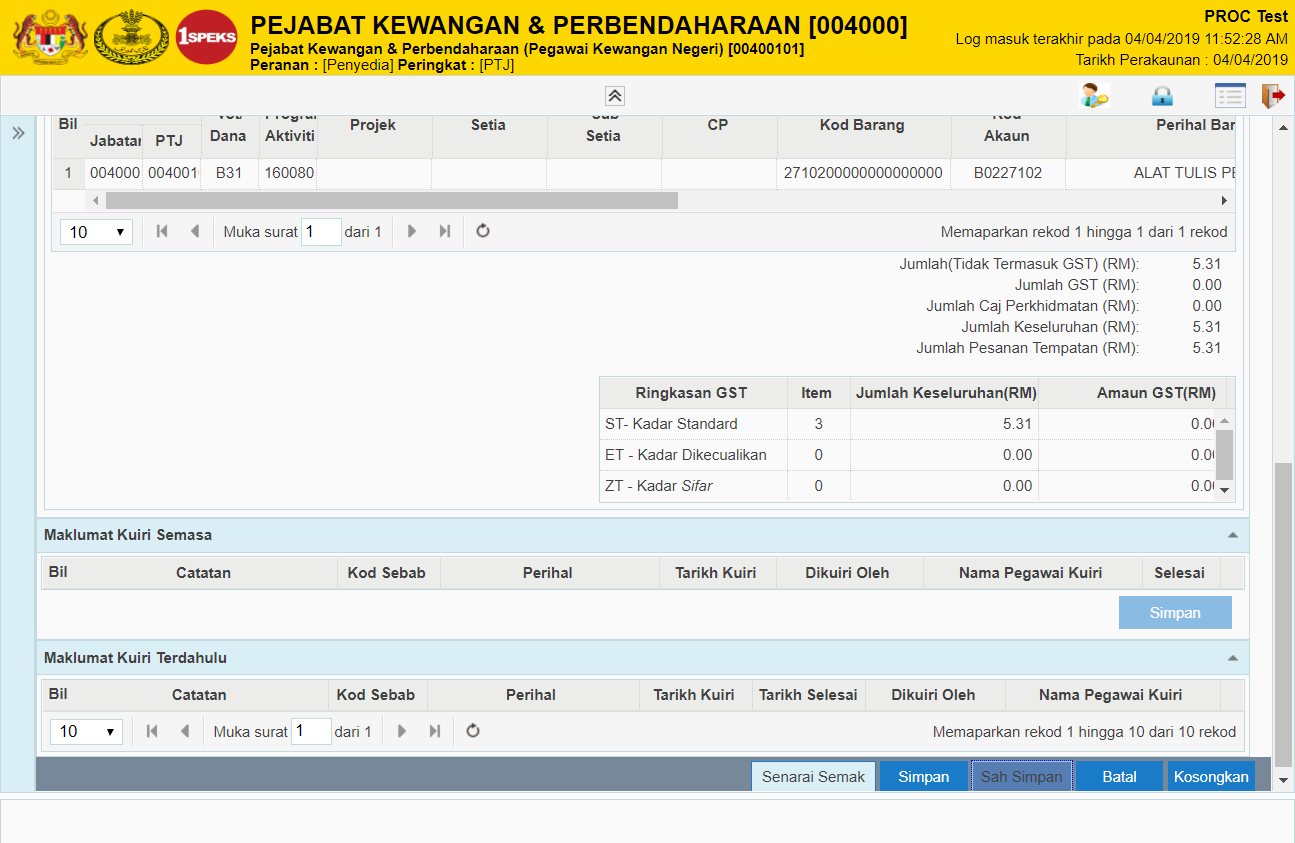 1SPEKS
PEJABAT KEWANGAN & PERBENDAHARAAN [004000]
Pejabat Kewangan & Perbendaharaan (Pegawai Kewangan Negeri) [00400101]
Peranan : [Penyedia] Peringkat : [PTJ]
PROC Test
Log masuk terakhir pada 04/04/2019 11:52:28 AM
Tarikh Perakaunan : 04/04/2019
Bil Jabatan PTJ Dana Aktiviti Projek Setia Sub Setia CP Kod Barang Kod Akaun Perihal Bar
1 004000 004001 B31 160080 2710200000000000000 B0227102 ALAT TULIS PE
10 Muka surat 1 dari 1 Memaparkan rekod 1 hingga 1 dari 1 rekod
Jumlah(Tidak Termasuk GST) (RM): 5.31
Jumlah GST (RM): 0.00
Jumlah Caj Perkhidmatan (RM): 0.00
Jumlah Keseluruhan (RM): 5.31
Jumlah Pesanan Tempatan (RM): 5.31
Ringkasan GST Item Jumlah Keseluruhan(RM) Amaun GST(RM)
ST- Kadar Standard 3 5.31 0.00
ET - Kadar Dikecualikan 0 0.00 0.00
ZT - Kadar Sifar 0 0.00 0.00
Maklumat Kuiri Semasa
Bil Catatan Kod Sebab Perihal Tarikh Kuiri Dikuiri Oleh Nama Pegawai Kuiri Selesai
Simpan
Maklumat Kuiri Terdahulu
Bil Catatan Kod Sebab Perihal Tarikh Kuiri Tarikh Selesai Dikuiri Oleh Nama Pegawai Kuiri
10 Muka surat 1 dari 1 Memaparkan rekod 1 hingga 10 dari 10 rekod
Senarai Semak Simpan Sah Simpan Batal Kosongkan